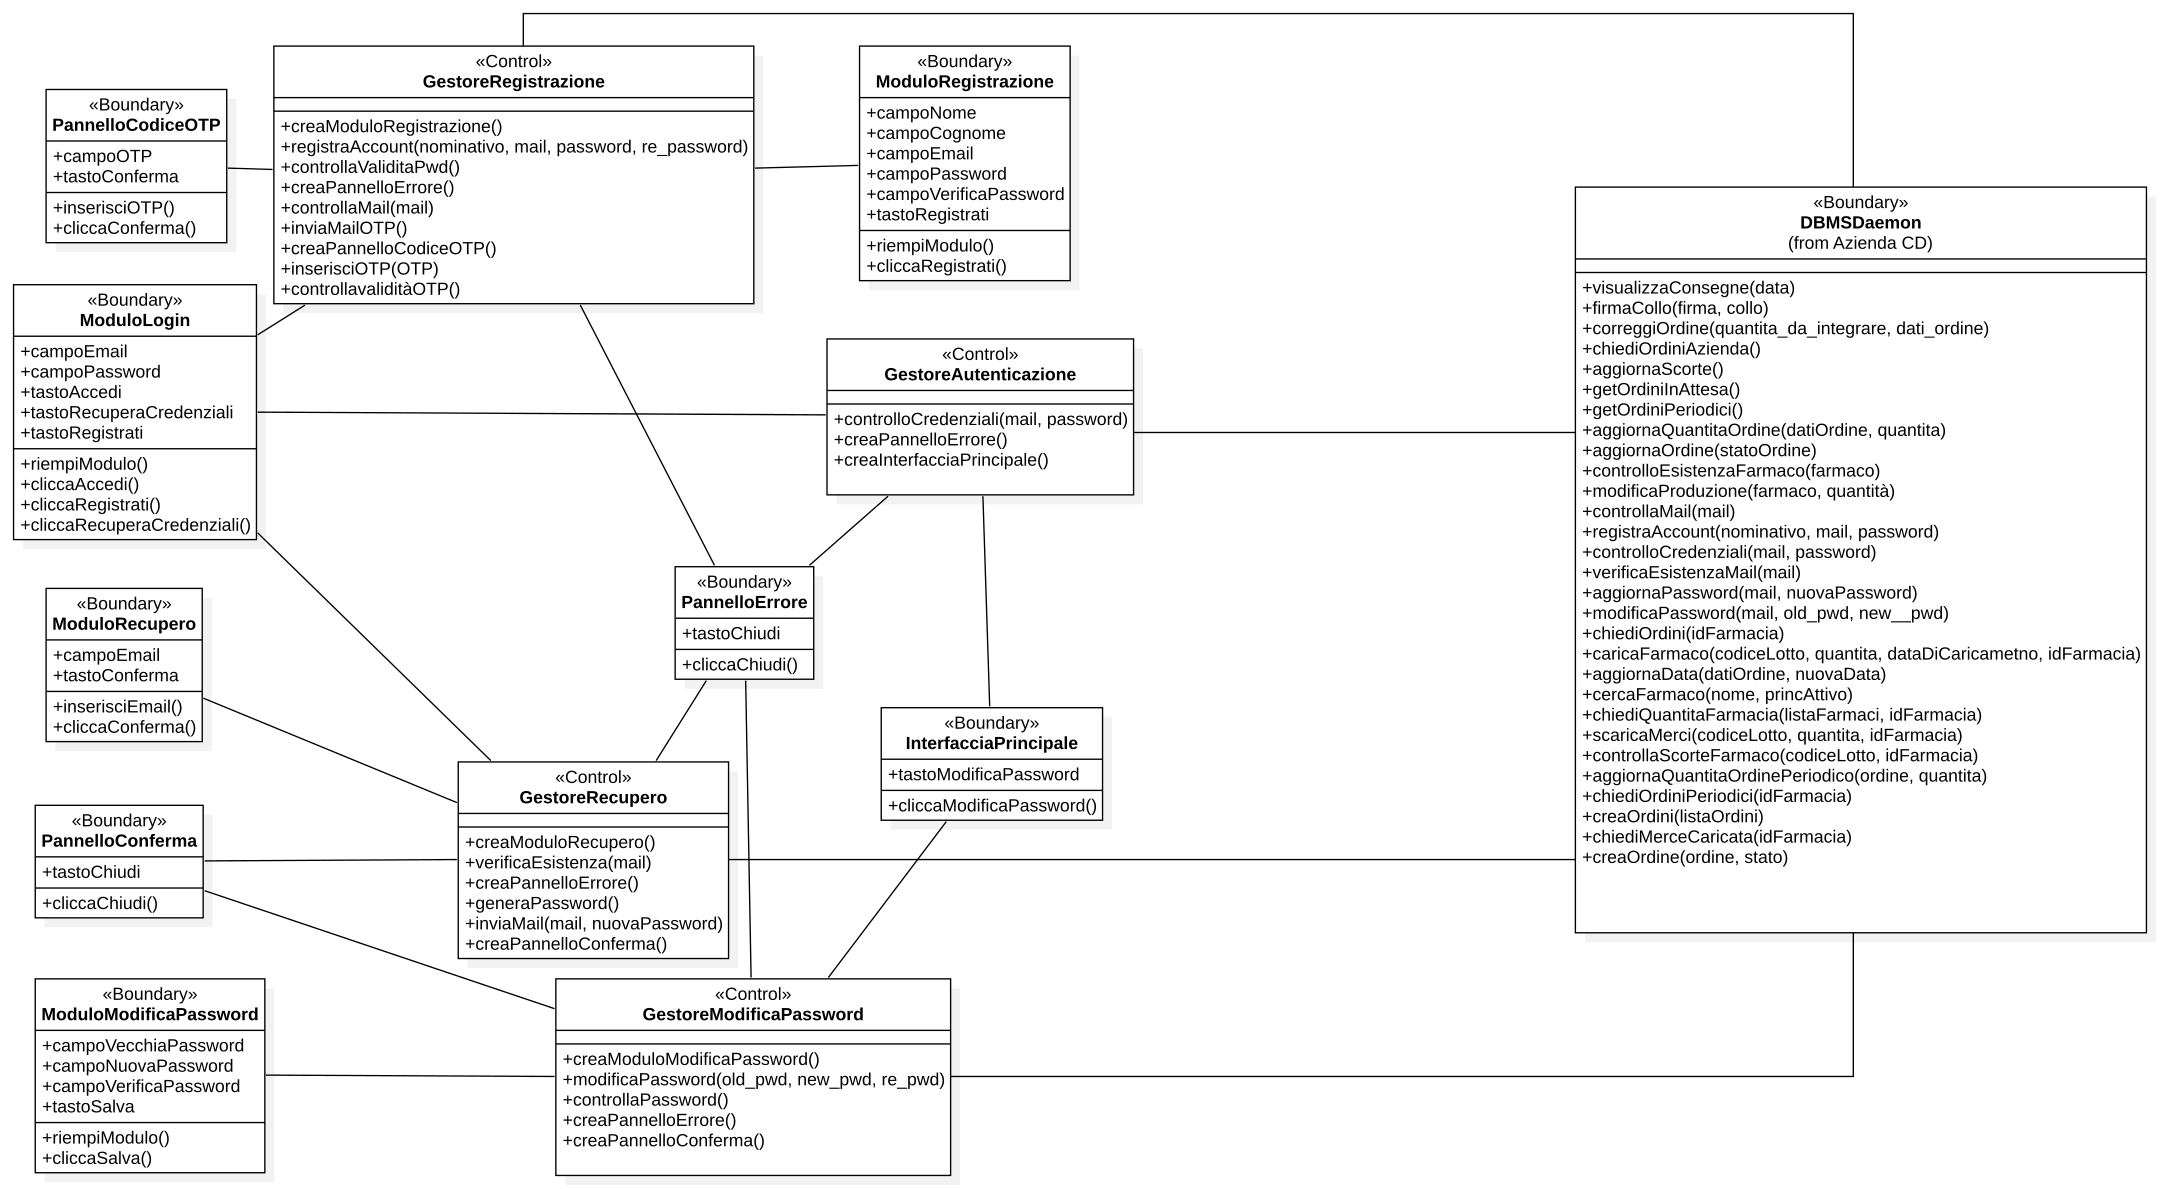 «Control»
GestoreRegistrazione
+creaModuloRegistrazione()
+registraAccount(nominativo, mail, password, re_password)
+controllaValiditaPwd()
+creaPannelloErrore()
+controllaMail(mail)
+inviaMailOTP()
+creaPannelloCodiceOTP()
+inserisciOTP(OTP)
+controllavaliditàOTP()
«Boundary»
ModuloRegistrazione
+campoNome
+campoCognome
+campoEmail
+campoPassword
+campoVerificaPassword
+tastoRegistrati
+riempiModulo()
+cliccaRegistrati()
«Boundary»
PannelloCodiceOTP
+campoOTP
+tastoConferma
+inserisciOTP()
+cliccaConferma()
«Boundary»
DBMSDaemon
(from Azienda CD)
+visualizzaConsegne(data)
+firmaCollo(firma, collo)
+correggiOrdine(quantita_da_integrare, dati_ordine)
+chiediOrdiniAzienda()
+aggiornaScorte()
+getOrdiniInAttesa()
+getOrdiniPeriodici()
+aggiornaQuantitaOrdine(datiOrdine, quantita)
+aggiornaOrdine(statoOrdine)
+controlloEsistenzaFarmaco(farmaco)
+modificaProduzione(farmaco, quantità)
+controllaMail(mail)
+registraAccount(nominativo, mail, password)
+controlloCredenziali(mail, password)
+verificaEsistenzaMail(mail)
+aggiornaPassword(mail, nuovaPassword)
+modificaPassword(mail, old_pwd, new__pwd)
+chiediOrdini(idFarmacia)
+caricaFarmaco(codiceLotto, quantita, dataDiCaricametno, idFarmacia)
+aggiornaData(datiOrdine, nuovaData)
+cercaFarmaco(nome, princAttivo)
+chiediQuantitaFarmacia(listaFarmaci, idFarmacia)
+scaricaMerci(codiceLotto, quantita, idFarmacia)
+controllaScorteFarmaco(codiceLotto, idFarmacia)
+aggiornaQuantitaOrdinePeriodico(ordine, quantita)
+chiediOrdiniPeriodici(idFarmacia)
+creaOrdini(listaOrdini)
+chiediMerceCaricata(idFarmacia)
+creaOrdine(ordine, stato)
«Boundary»
ModuloLogin
+campoEmail
+campoPassword
+tastoAccedi
+tastoRecuperaCredenziali
+tastoRegistrati
+riempiModulo()
+cliccaAccedi()
+cliccaRegistrati()
+cliccaRecuperaCredenziali()
«Control»
GestoreAutenticazione
+controlloCredenziali(mail, password)
+creaPannelloErrore()
+creaInterfacciaPrincipale()
«Boundary»
PannelloErrore
+tastoChiudi
+cliccaChiudi()
«Boundary»
ModuloRecupero
+campoEmail
+tastoConferma
+inserisciEmail()
+cliccaConferma()
«Boundary»
InterfacciaPrincipale
+tastoModificaPassword
+cliccaModificaPassword()
«Control»
GestoreRecupero
+creaModuloRecupero()
+verificaEsistenza(mail)
+creaPannelloErrore()
+generaPassword()
+inviaMail(mail, nuovaPassword)
+creaPannelloConferma()
«Boundary»
PannelloConferma
+tastoChiudi
+cliccaChiudi()
«Boundary»
ModuloModificaPassword
+campoVecchiaPassword
+campoNuovaPassword
+campoVerificaPassword
+tastoSalva
+riempiModulo()
+cliccaSalva()
«Control»
GestoreModificaPassword
+creaModuloModificaPassword()
+modificaPassword(old_pwd, new_pwd, re_pwd)
+controllaPassword()
+creaPannelloErrore()
+creaPannelloConferma()